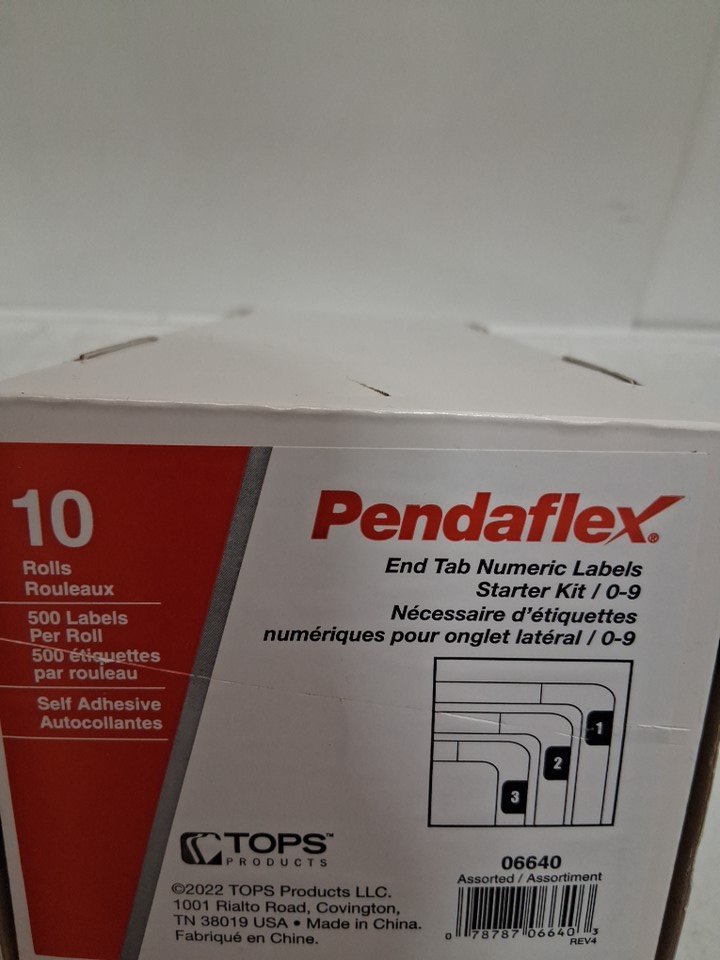 10
Rolls
Rouleaux
500 Labels
Per Roll
500 étiquettes
par rouleau
Self Adhesive
Autocollantes
Pendaflex®
End Tab Numeric Labels
Starter Kit / 0-9
Nécessaire d'étiquettes
numériques pour onglet latéral / 0-9
1
2
3
TOPS™
PRODUCTS
©2022 TOPS Products LLC.
1001 Rialto Road, Covington,
TN 38019 USA • Made in China.
Fabriqué en Chine.
06640
Assorted / Assortiment
0 78787 06640 3
REV4